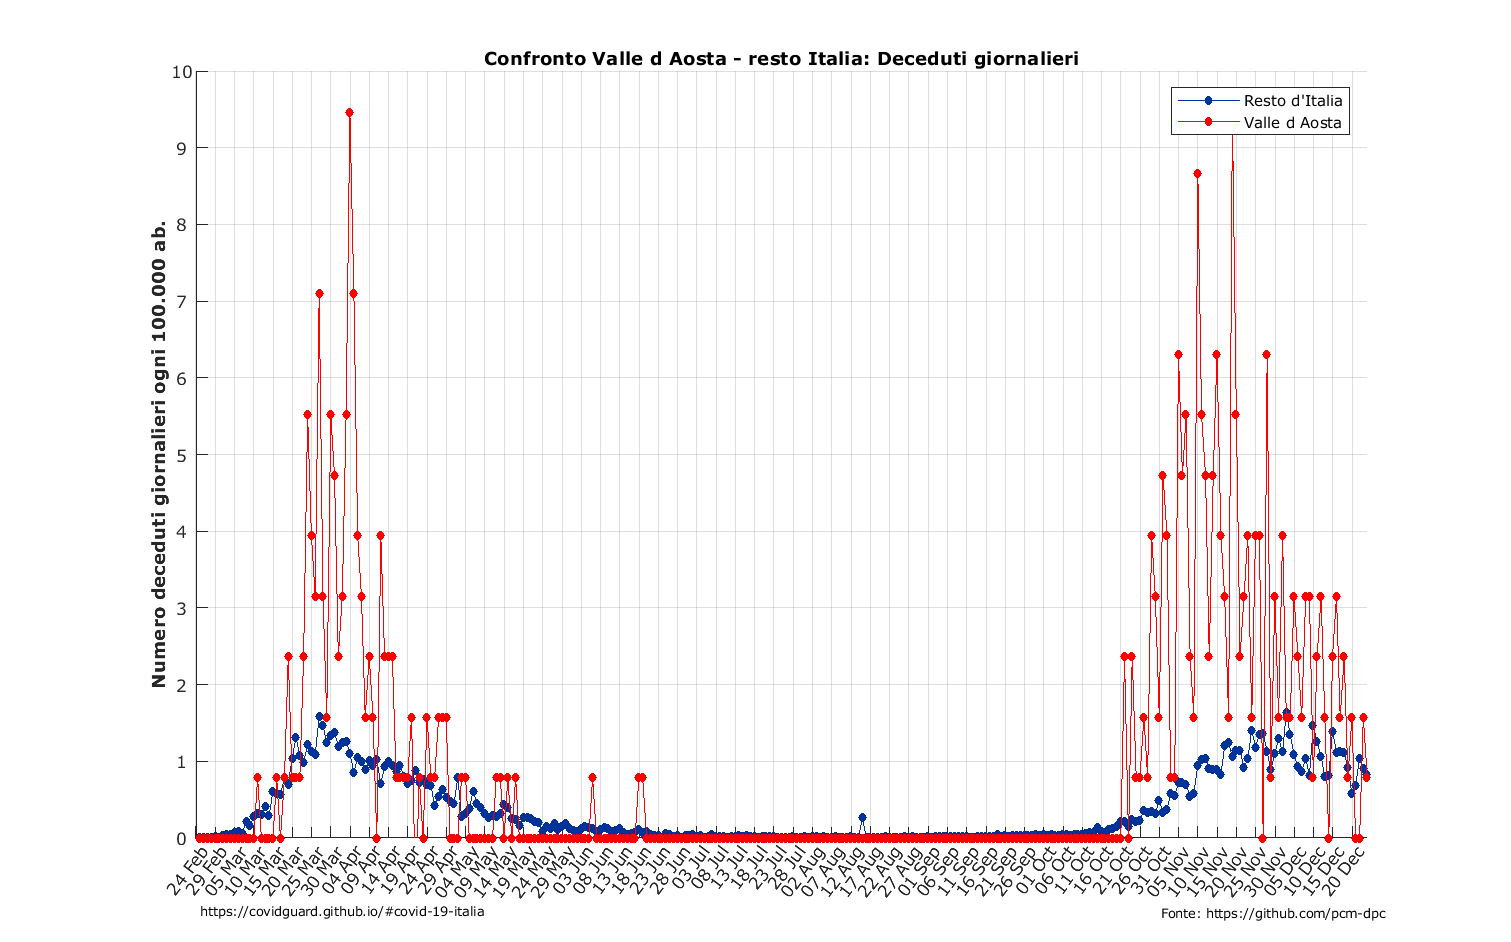 Confronto Valle d Aosta - resto Italia: Deceduti giornalieri
Numero deceduti giornalieri ogni 100.000 ab.
10
9
8
7
6
5
4
3
2
1
0
Resto d'Italia
Valle d Aosta
24 Feb
29 Feb
05 Mar
10 Mar
15 Mar
20 Mar
25 Mar
30 Mar
04 Apr
09 Apr
14 Apr
19 Apr
24 Apr
29 Apr
04 May
09 May
14 May
19 May
24 May
29 May
03 Jun
08 Jun
13 Jun
18 Jun
23 Jun
28 Jun
03 Jul
08 Jul
13 Jul
18 Jul
23 Jul
28 Jul
02 Aug
07 Aug
12 Aug
17 Aug
22 Aug
27 Aug
01 Sep
06 Sep
11 Sep
16 Sep
21 Sep
26 Sep
01 Oct
06 Oct
11 Oct
16 Oct
21 Oct
26 Oct
31 Oct
05 Nov
10 Nov
15 Nov
20 Nov
25 Nov
30 Nov
05 Dec
10 Dec
15 Dec
20 Dec
https://covidguard.github.io/#covid-19-italia
Fonte: https://github.com/pcm-dpc